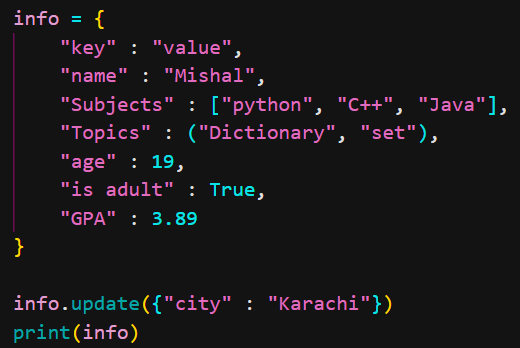 info = {
    "key" : "value",
    "name" : "Mishal",
    "Subjects" : ["python", "C++", "Java"],
    "Topics" : ("Dictionary", "set"),
    "age" : 19,
    "is adult" : True,
    "GPA" : 3.89
}

info.update({"city" : "Karachi"})
print(info)